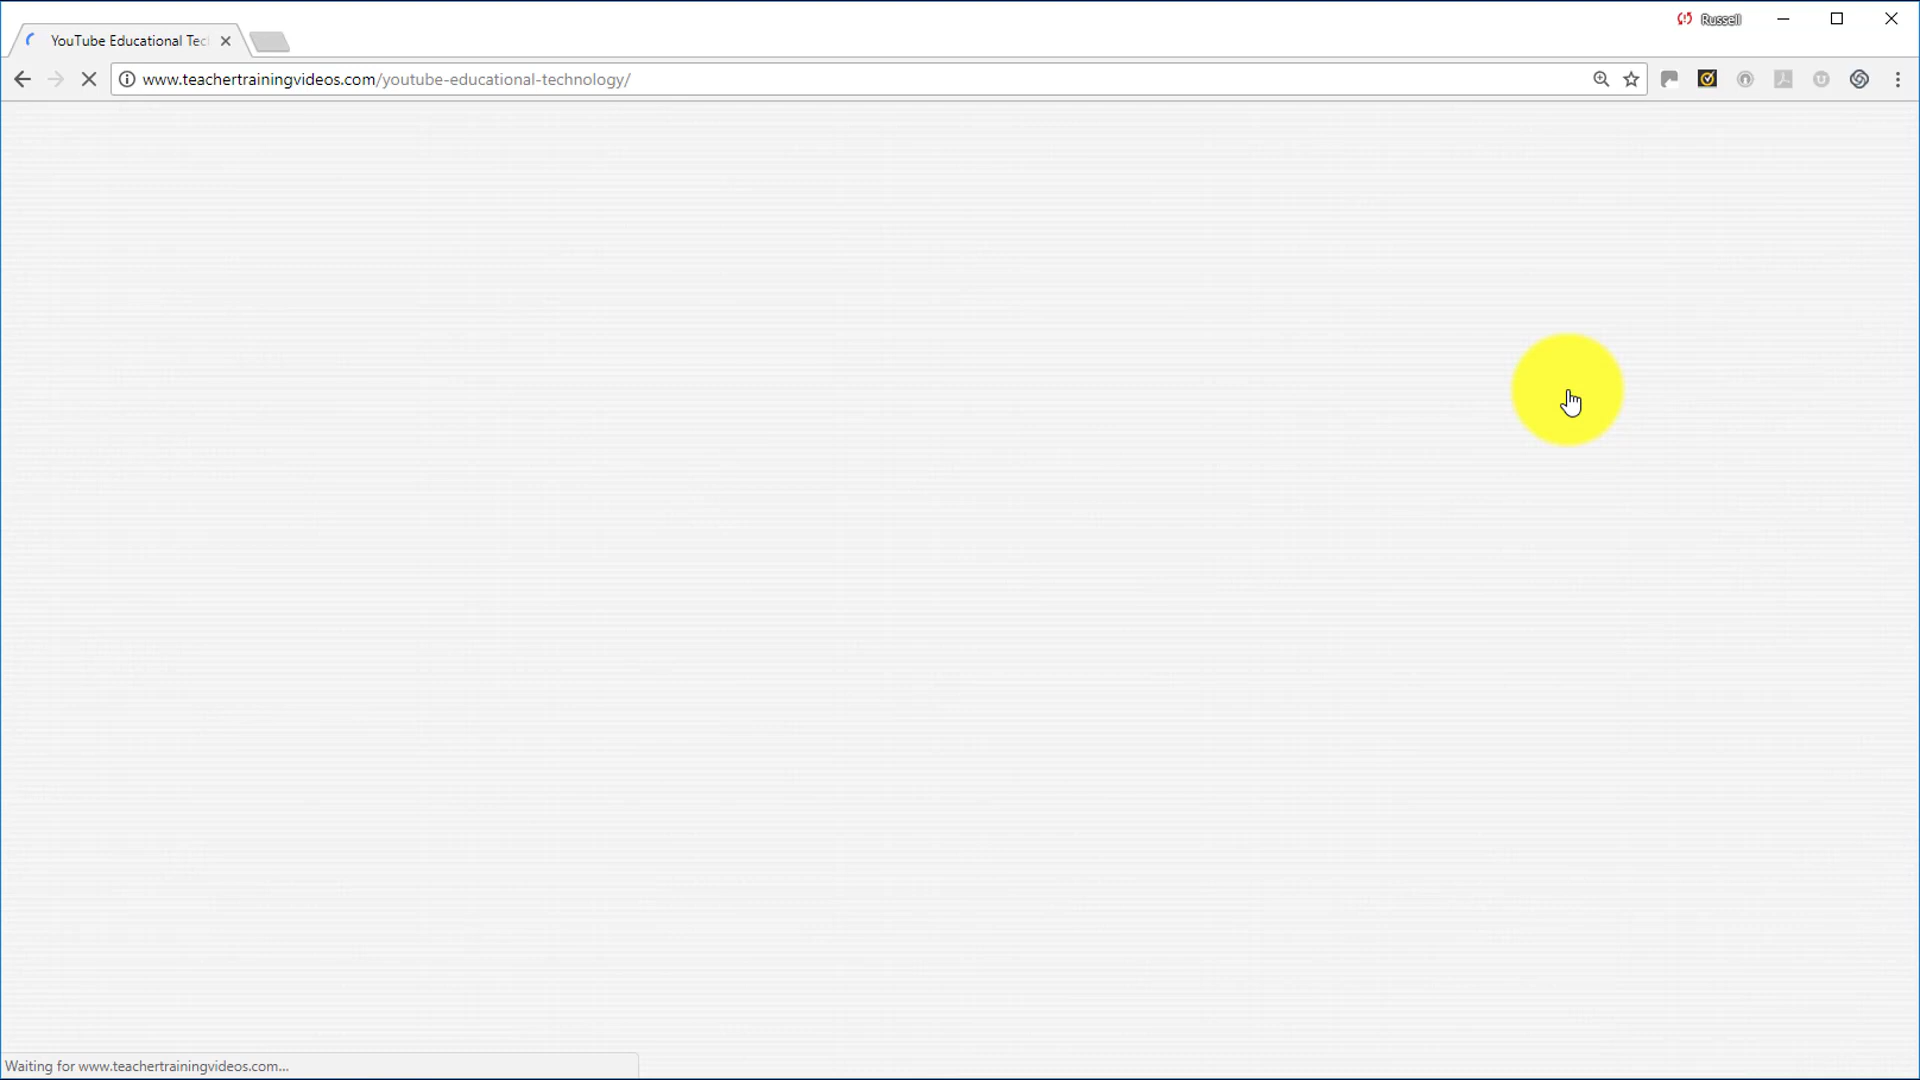 Russell
YouTube Educational Tec
www.teachertrainingvideos.com/youtube-educational-technology/
Waiting for www.teachertrainingvideos.com...